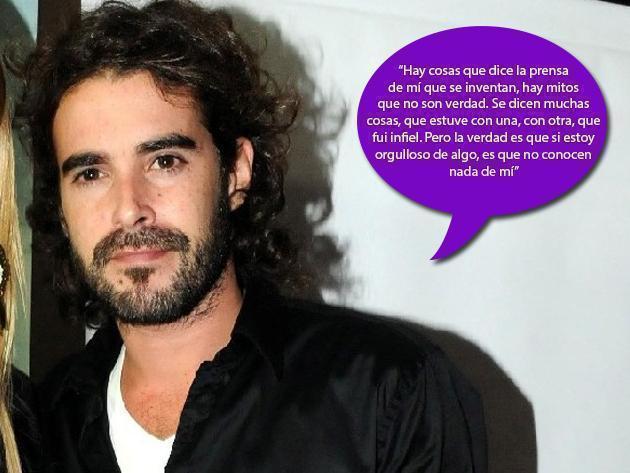 “Hay cosas que dice la prensa
de mí que se inventan, hay mitos
que no son verdad. Se dicen muchas
cosas, que estuve con una, con otra, que
fui infiel. Pero la verdad es que si estoy
orgulloso de algo, es que no conocen
nada de mí”